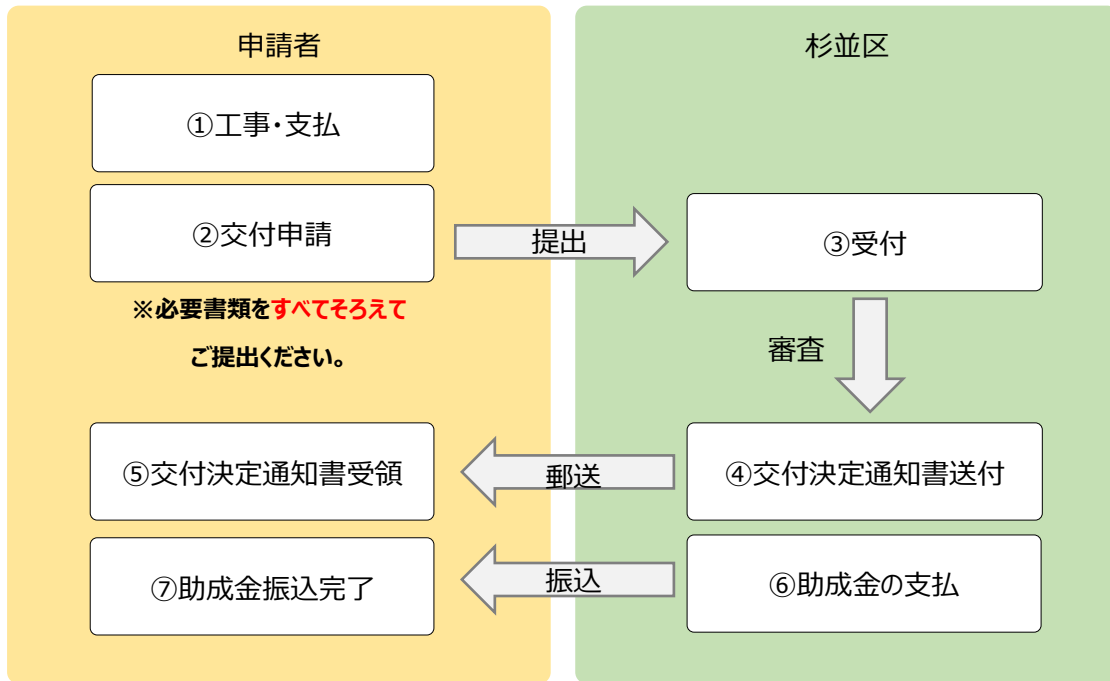 申請者
杉並区
①工事・支払
②交付申請
提出
③受付
※必要書類をすべてそろえて
ご提出ください。
審査
⑤交付決定通知書受領
郵送
④交付決定通知書送付
⑦助成金振込完了
振込
⑥助成金の支払